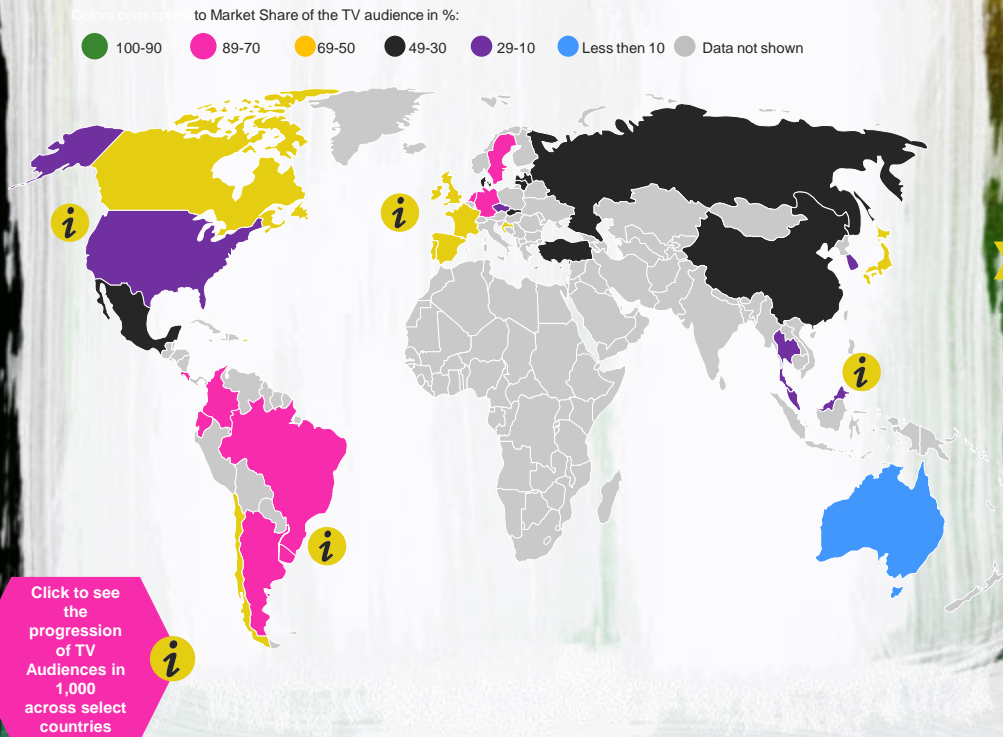 Colors correspond to Market Share of the TV audience in %:
100-90 89-70 69-50 49-30 29-10 Less then 10 Data not shown
i
i
i
i
Click to see
the
progression
of TV
Audiences in
1,000
across select
countries
i